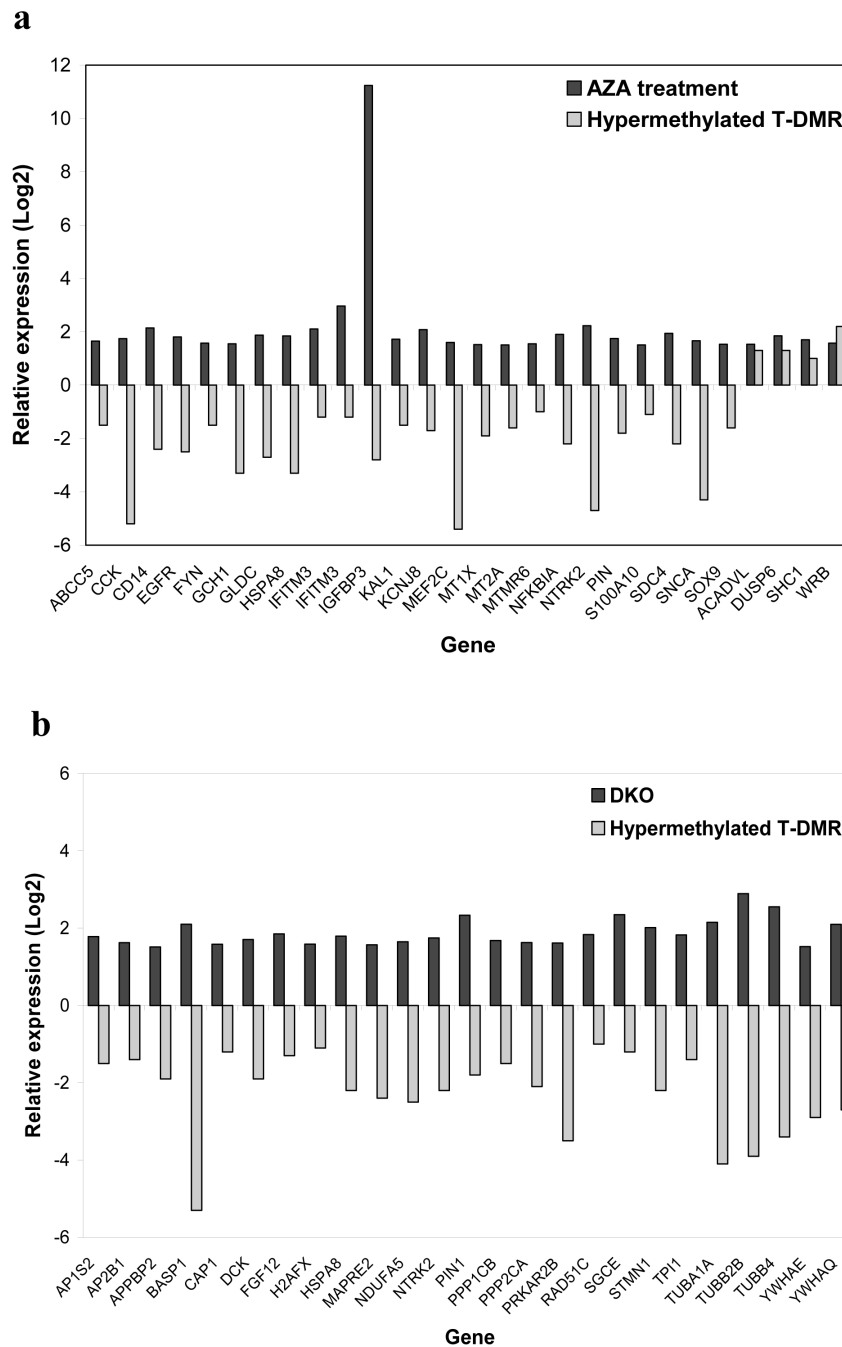 a
12
10
8
6
4
2
0
-2
-4
-6
Relative expression (Log2)
AZA treatment
Hypermethylated T-DMR
ABCC5
CCK
CD14
EGFR
FYN
GCH1
GLDC
HSPA8
IFITM3
IFITM3
IGFBP3
KAL1
KCNJ8
MEF2C
MT1X
MT2A
MTMR6
NFKBIA
NTRK2
PIN
S100A10
SDC4
SNCA
SOX9
ACADVL
DUSP6
SHC1
WRB
Gene
b
6
4
2
0
-2
-4
-6
Relative expression (Log2)
DKO
Hypermethylated T-DMR
AP1S2
AP2B1
APPBP2
BASP1
CAP1
DCK
FGF12
H2AFX
HSPA8
MAPRE2
NDUFA5
NTRK2
PIN1
PPP1CB
PPP2CA
PRKAR2B
RAD51C
SGCE
STMN1
TPI1
TUBA1A
TUBB2B
TUBB4
YWHAE
YWHAQ
Gene